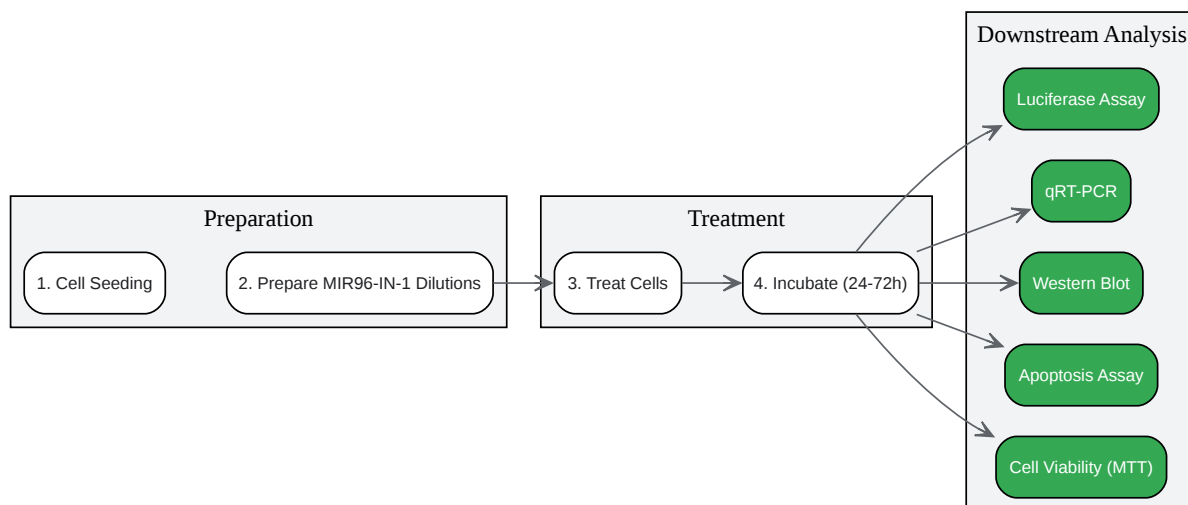 Preparation
1. Cell Seeding
2. Prepare MIR96-IN-1 Dilutions
Treatment
3. Treat Cells
4. Incubate (24-72h)
Downstream Analysis
Luciferase Assay
qRT-PCR
Western Blot
Apoptosis Assay
Cell Viability (MTT)